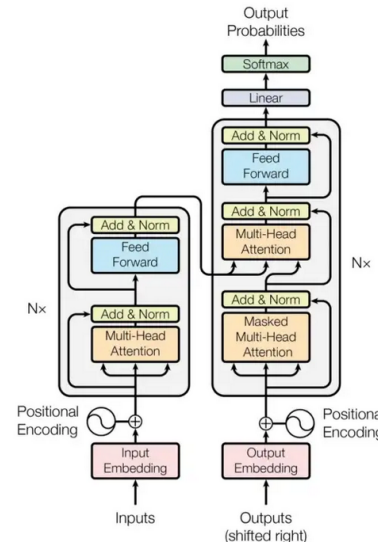 Output
Probabilities
Softmax
Linear
Add & Norm
Feed
Forward
Add & Norm
Multi-Head
Attention
Add & Norm
Masked
Multi-Head
Attention
Nx
Add & Norm
Feed
Forward
Add & Norm
Multi-Head
Attention
Nx
Positional
Encoding
Input
Embedding
Inputs
Positiona
Encoding
Output
Embedding
Outputs
(shifted right)